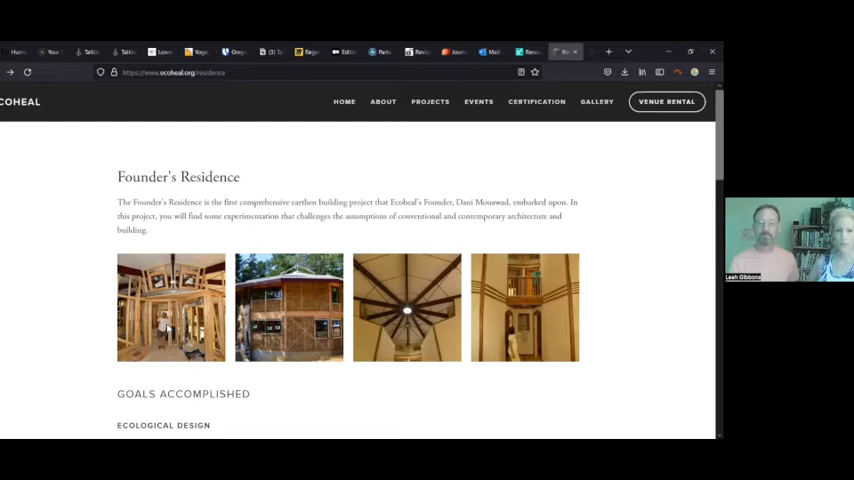 https://www.ecoheal.org/residence
COHEAL
HOME ABOUT PROJECTS EVENTS CERTIFICATION GALLERY VENUE RENTAL
Founder's Residence
The Founder's Residence is the first comprehensive earthen building project that Ecoheal's Founder, Dani Mouawad, embarked upon. In
this project, you will find some experimentation that challenges the assumptions of conventional and contemporary architecture and
building.
Leah Gibbons
GOALS ACCOMPLISHED
ECOLOGICAL DESIGN